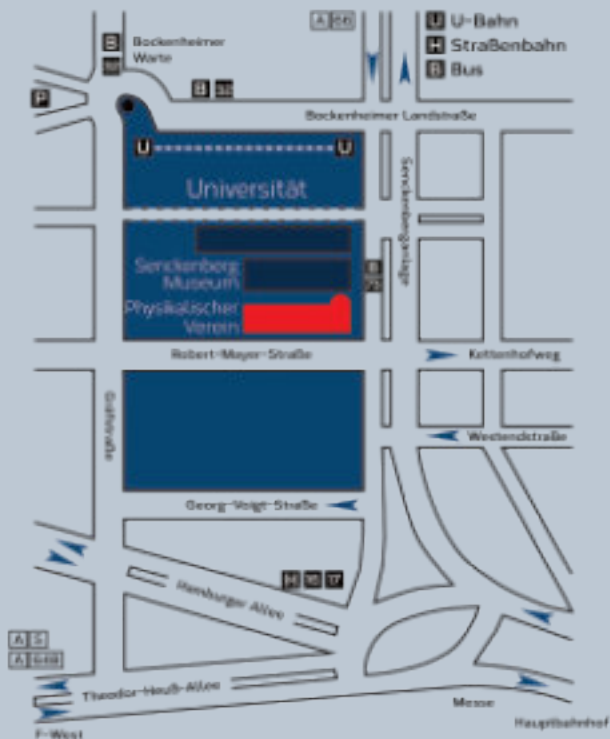 A 66
U U-Bahn
H Straßenbahn
B Bus
B Bockenheimer
Warte
P
B 32
Bockenheimer Landstraße
U U
Universität
Senckenberganlage
Senckenberg
Museum
B
75
Physikalischer
Verein
Robert-Mayer-Straße
Kettenhofweg
Gräfstraße
Westendstraße
Georg-Voigt-Straße
H 16 17
Hamburger Allee
A 5
A 648
Theodor-Heuß-Allee
Messe
Hauptbahnhof
F-West